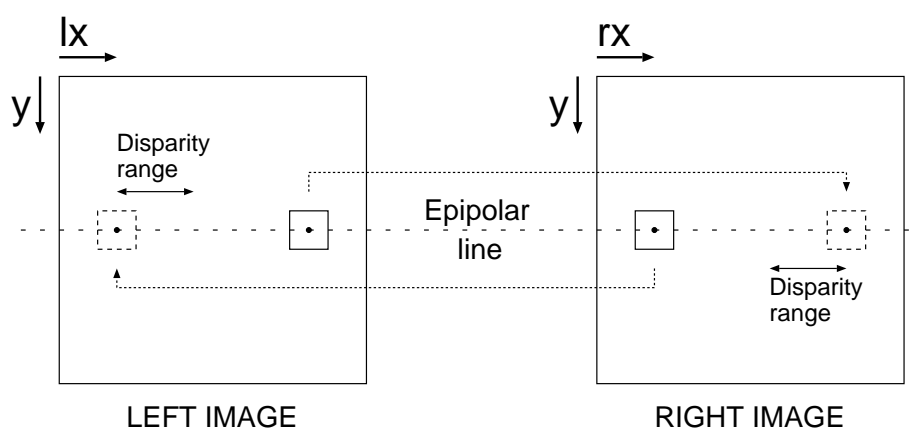 lx
rx
y
y
Disparity
range
Epipolar
line
Disparity
range
LEFT IMAGE
RIGHT IMAGE